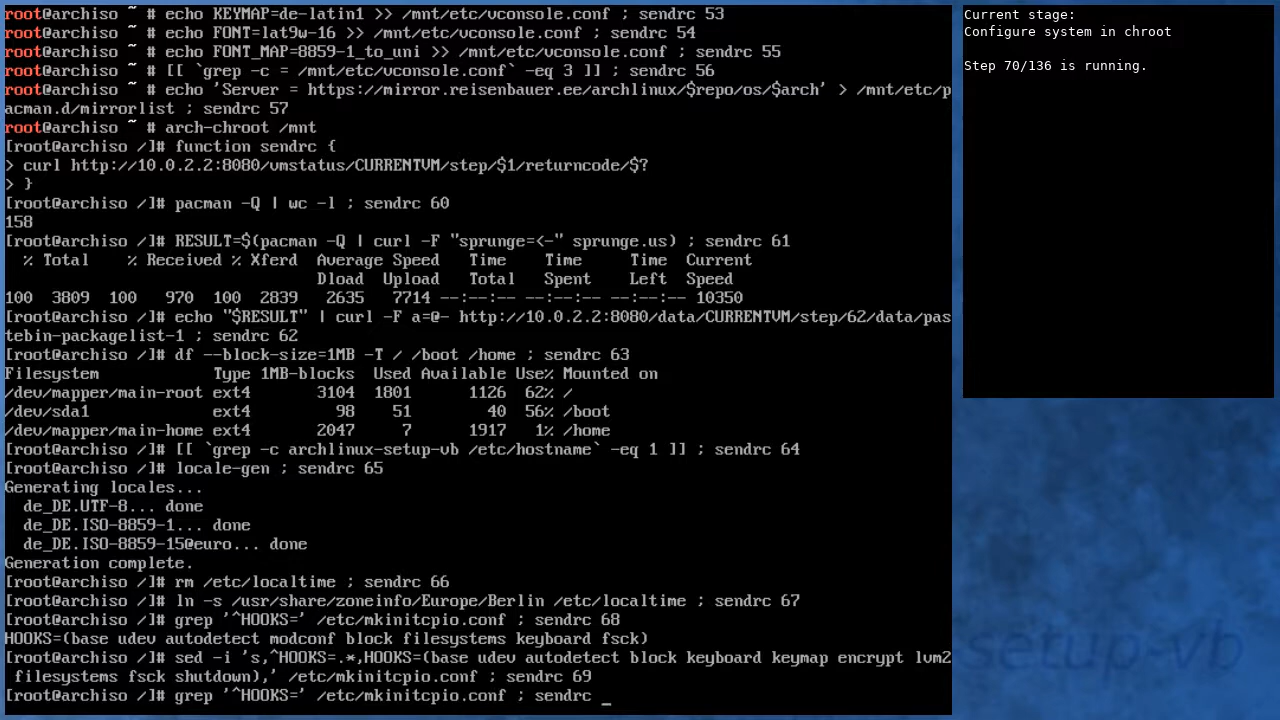 root@archiso ~ # echo KEYMAP=de-latin1 >> /mnt/etc/vconsole.conf ; sendrc 53
root@archiso ~ # echo FONT=lat9w-16 >> /mnt/etc/vconsole.conf ; sendrc 54
root@archiso ~ # echo FONT_MAP=8859-1_to_uni >> /mnt/etc/vconsole.conf ; sendrc 55
root@archiso ~ # [[ `grep -c = /mnt/etc/vconsole.conf` -eq 3 ]] ; sendrc 56
root@archiso ~ # echo 'Server = https://mirror.reisenbauer.ee/archlinux/$repo/os/$arch' > /mnt/etc/p
acman.d/mirrorlist ; sendrc 57
root@archiso ~ # arch-chroot /mnt
[root@archiso /]# function sendrc {
> curl http://10.0.2.2:8080/vmstatus/CURRENTVM/step/$1/returncode/$?
> }
[root@archiso /]# pacman -Q | wc -l ; sendrc 60
158
[root@archiso /]# RESULT=$(pacman -Q | curl -F "sprunge=<-" sprunge.us) ; sendrc 61
  % Total    % Received % Xferd  Average Speed   Time    Time     Time  Current
                                 Dload  Upload   Total   Spent    Left  Speed
100  3809  100   970  100  2839   2635   7714 --:--:-- --:--:-- --:--:-- 10350
[root@archiso /]# echo "$RESULT" | curl -F a=@- http://10.0.2.2:8080/data/CURRENTVM/step/62/data/pas
tebin-packagelist-1 ; sendrc 62
[root@archiso /]# df --block-size=1MB -T / /boot /home ; sendrc 63
Filesystem            Type 1MB-blocks  Used Available Use% Mounted on
/dev/mapper/main-root ext4       3104  1801      1126  62% /
/dev/sda1             ext4         98    51        40  56% /boot
/dev/mapper/main-home ext4       2047     7      1917   1% /home
[root@archiso /]# [[ `grep -c archlinux-setup-vb /etc/hostname` -eq 1 ]] ; sendrc 64
[root@archiso /]# locale-gen ; sendrc 65
Generating locales...
  de_DE.UTF-8... done
  de_DE.ISO-8859-1... done
  de_DE.ISO-8859-15@euro... done
Generation complete.
[root@archiso /]# rm /etc/localtime ; sendrc 66
[root@archiso /]# ln -s /usr/share/zoneinfo/Europe/Berlin /etc/localtime ; sendrc 67
[root@archiso /]# grep '^HOOKS=' /etc/mkinitcpio.conf ; sendrc 68
HOOKS=(base udev autodetect modconf block filesystems keyboard fsck)
[root@archiso /]# sed -i 's,^HOOKS=.*,HOOKS=(base udev autodetect block keyboard keymap encrypt lvm2
 filesystems fsck shutdown),' /etc/mkinitcpio.conf ; sendrc 69
[root@archiso /]# grep '^HOOKS=' /etc/mkinitcpio.conf ; sendrc _
Current stage:
Configure system in chroot
Step 70/136 is running.
setup-vb